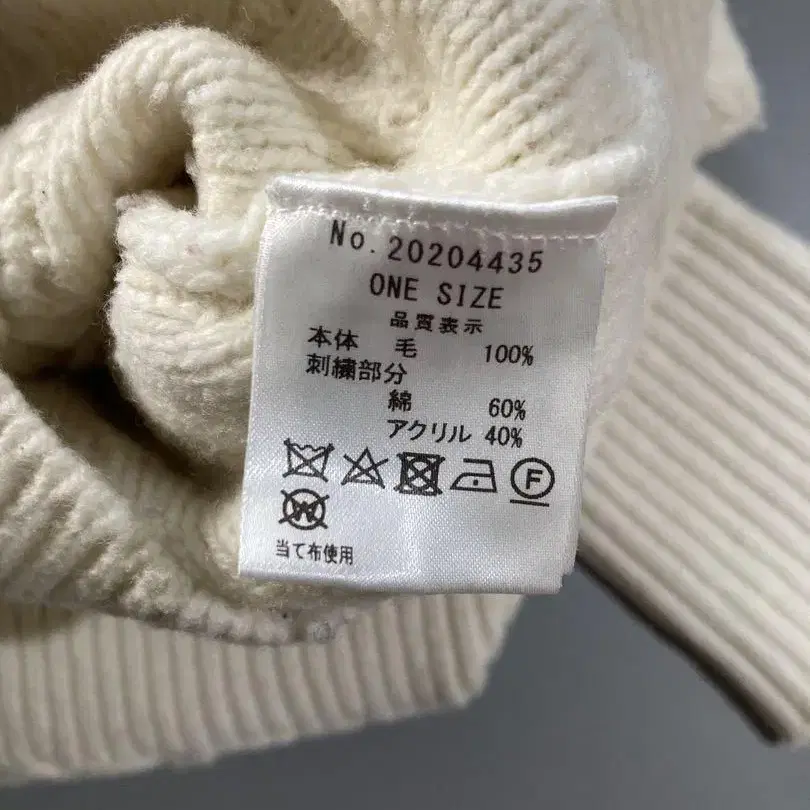 No.20204435
ONE SIZE
品質表示
本体 毛 100%
刺繍部分
綿 60%
アクリル 40%
F
W
当て布使用